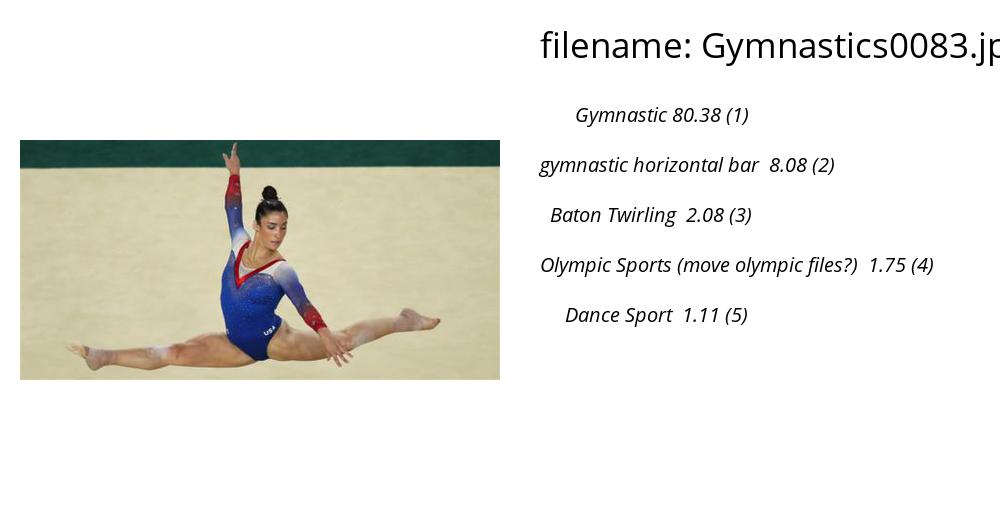 filename: Gymnastics0083.jp
Gymnastic 80.38 (1)
gymnastic horizontal bar 8.08 (2)
Baton Twirling 2.08 (3)
Olympic Sports (move olympic files?) 1.75 (4)
Dance Sport 1.11 (5)
USA